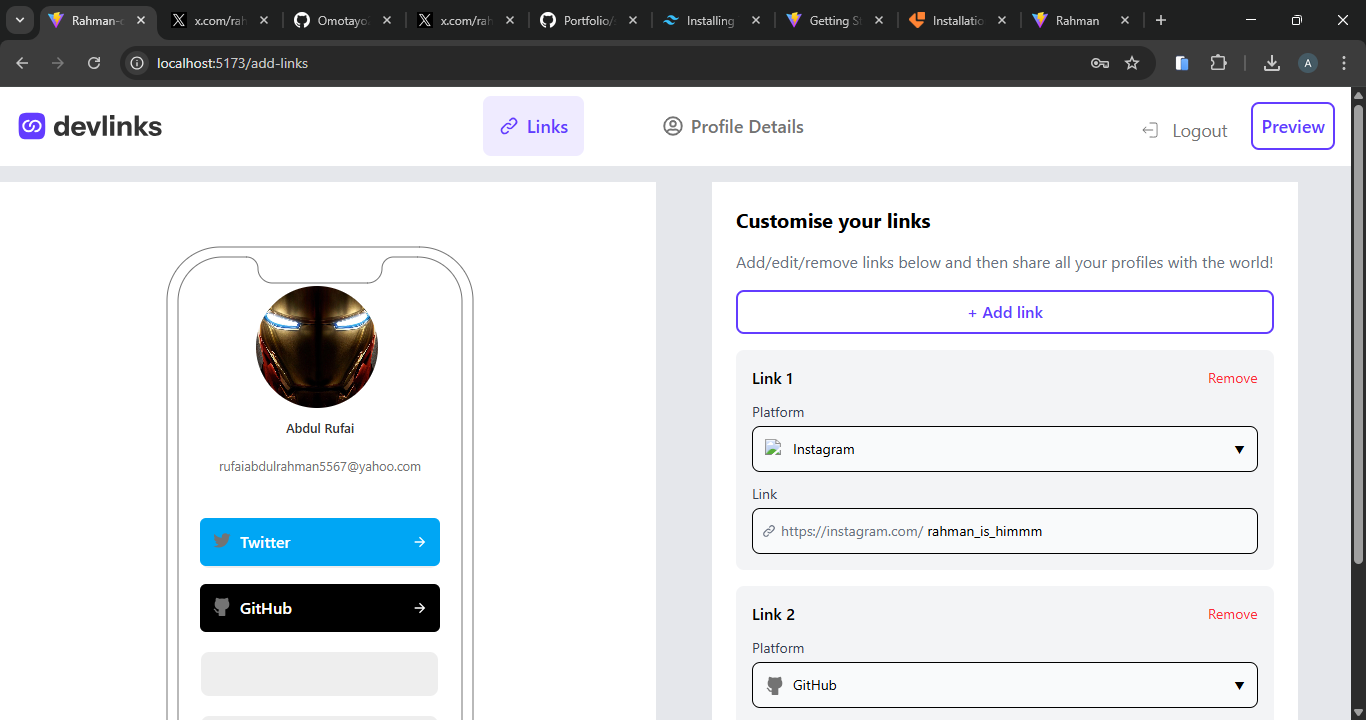 Rahman-d
x.com/rah
Omotayo
x.com/rah
Portfolio/
Installing
Getting St
Installatio
Rahman
localhost:5173/add-links
A
devlinks
Links
Profile Details
Logout
Preview
Abdul Rufai
rufaiabdulrahman5567@yahoo.com
Twitter
GitHub
Customise your links
Add/edit/remove links below and then share all your profiles with the world!
+ Add link
Link 1
Remove
Platform
Instagram
Link
https://instagram.com/ rahman_is_himmm
Link 2
Remove
Platform
GitHub